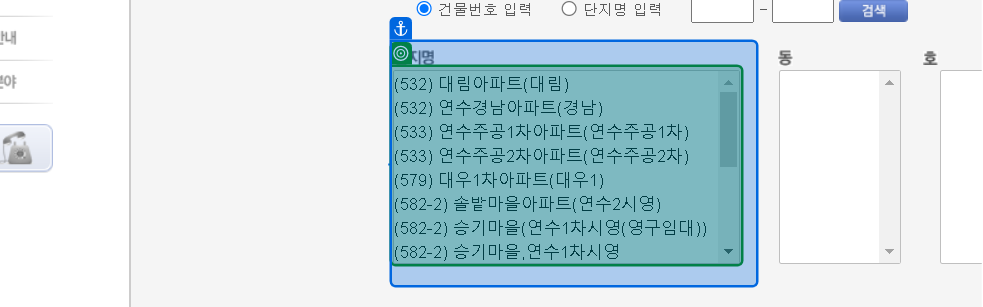 건물번호 입력 단지명 입력 - 검색
안내
분야
지명 동 호
(532) 대림아파트(대림)
(532) 연수경남아파트(경남)
(533) 연수주공1차아파트(연수주공1차)
(533) 연수주공2차아파트(연수주공2차)
(579) 대우1차아파트(대우1)
(582-2) 솔밭마을아파트(연수2시영)
(582-2) 승기마을(연수1차시영(영구임대))
(582-2) 승기마을,연수1차시영